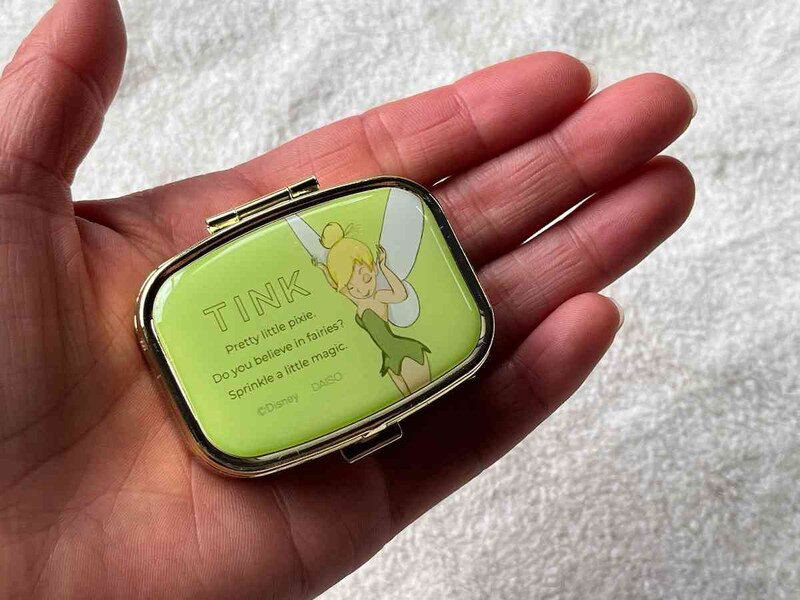 TINK
Pretty little pixie.
Do you believe in fairies?
Sprinkle a little magic.
©Disney DAISO